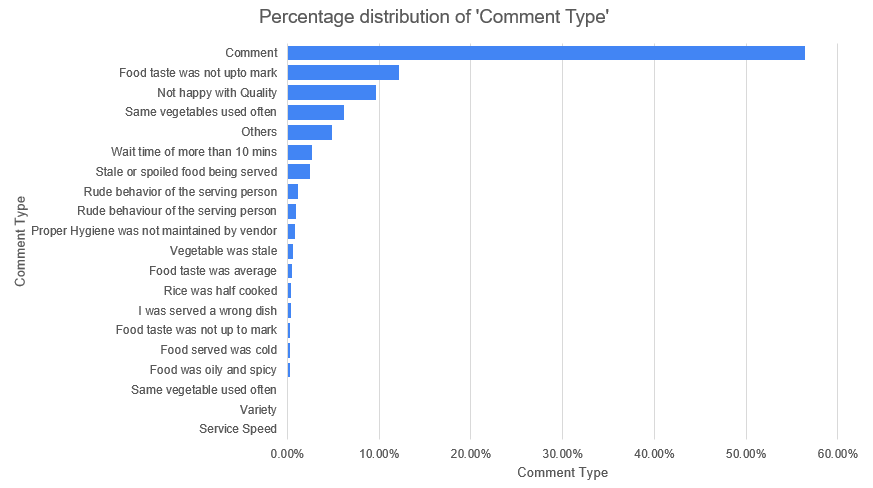 Percentage distribution of 'Comment Type'
Comment
Food taste was not upto mark
Not happy with Quality
Same vegetables used often
Others
Wait time of more than 10 mins
Stale or spoiled food being served
Rude behavior of the serving person
Rude behaviour of the serving person
Proper Hygiene was not maintained by vendor
Vegetable was stale
Food taste was average
Rice was half cooked
I was served a wrong dish
Food taste was not up to mark
Food served was cold
Food was oily and spicy
Same vegetable used often
Variety
Service Speed
Comment Type
0.00% 10.00% 20.00% 30.00% 40.00% 50.00% 60.00%
Comment Type